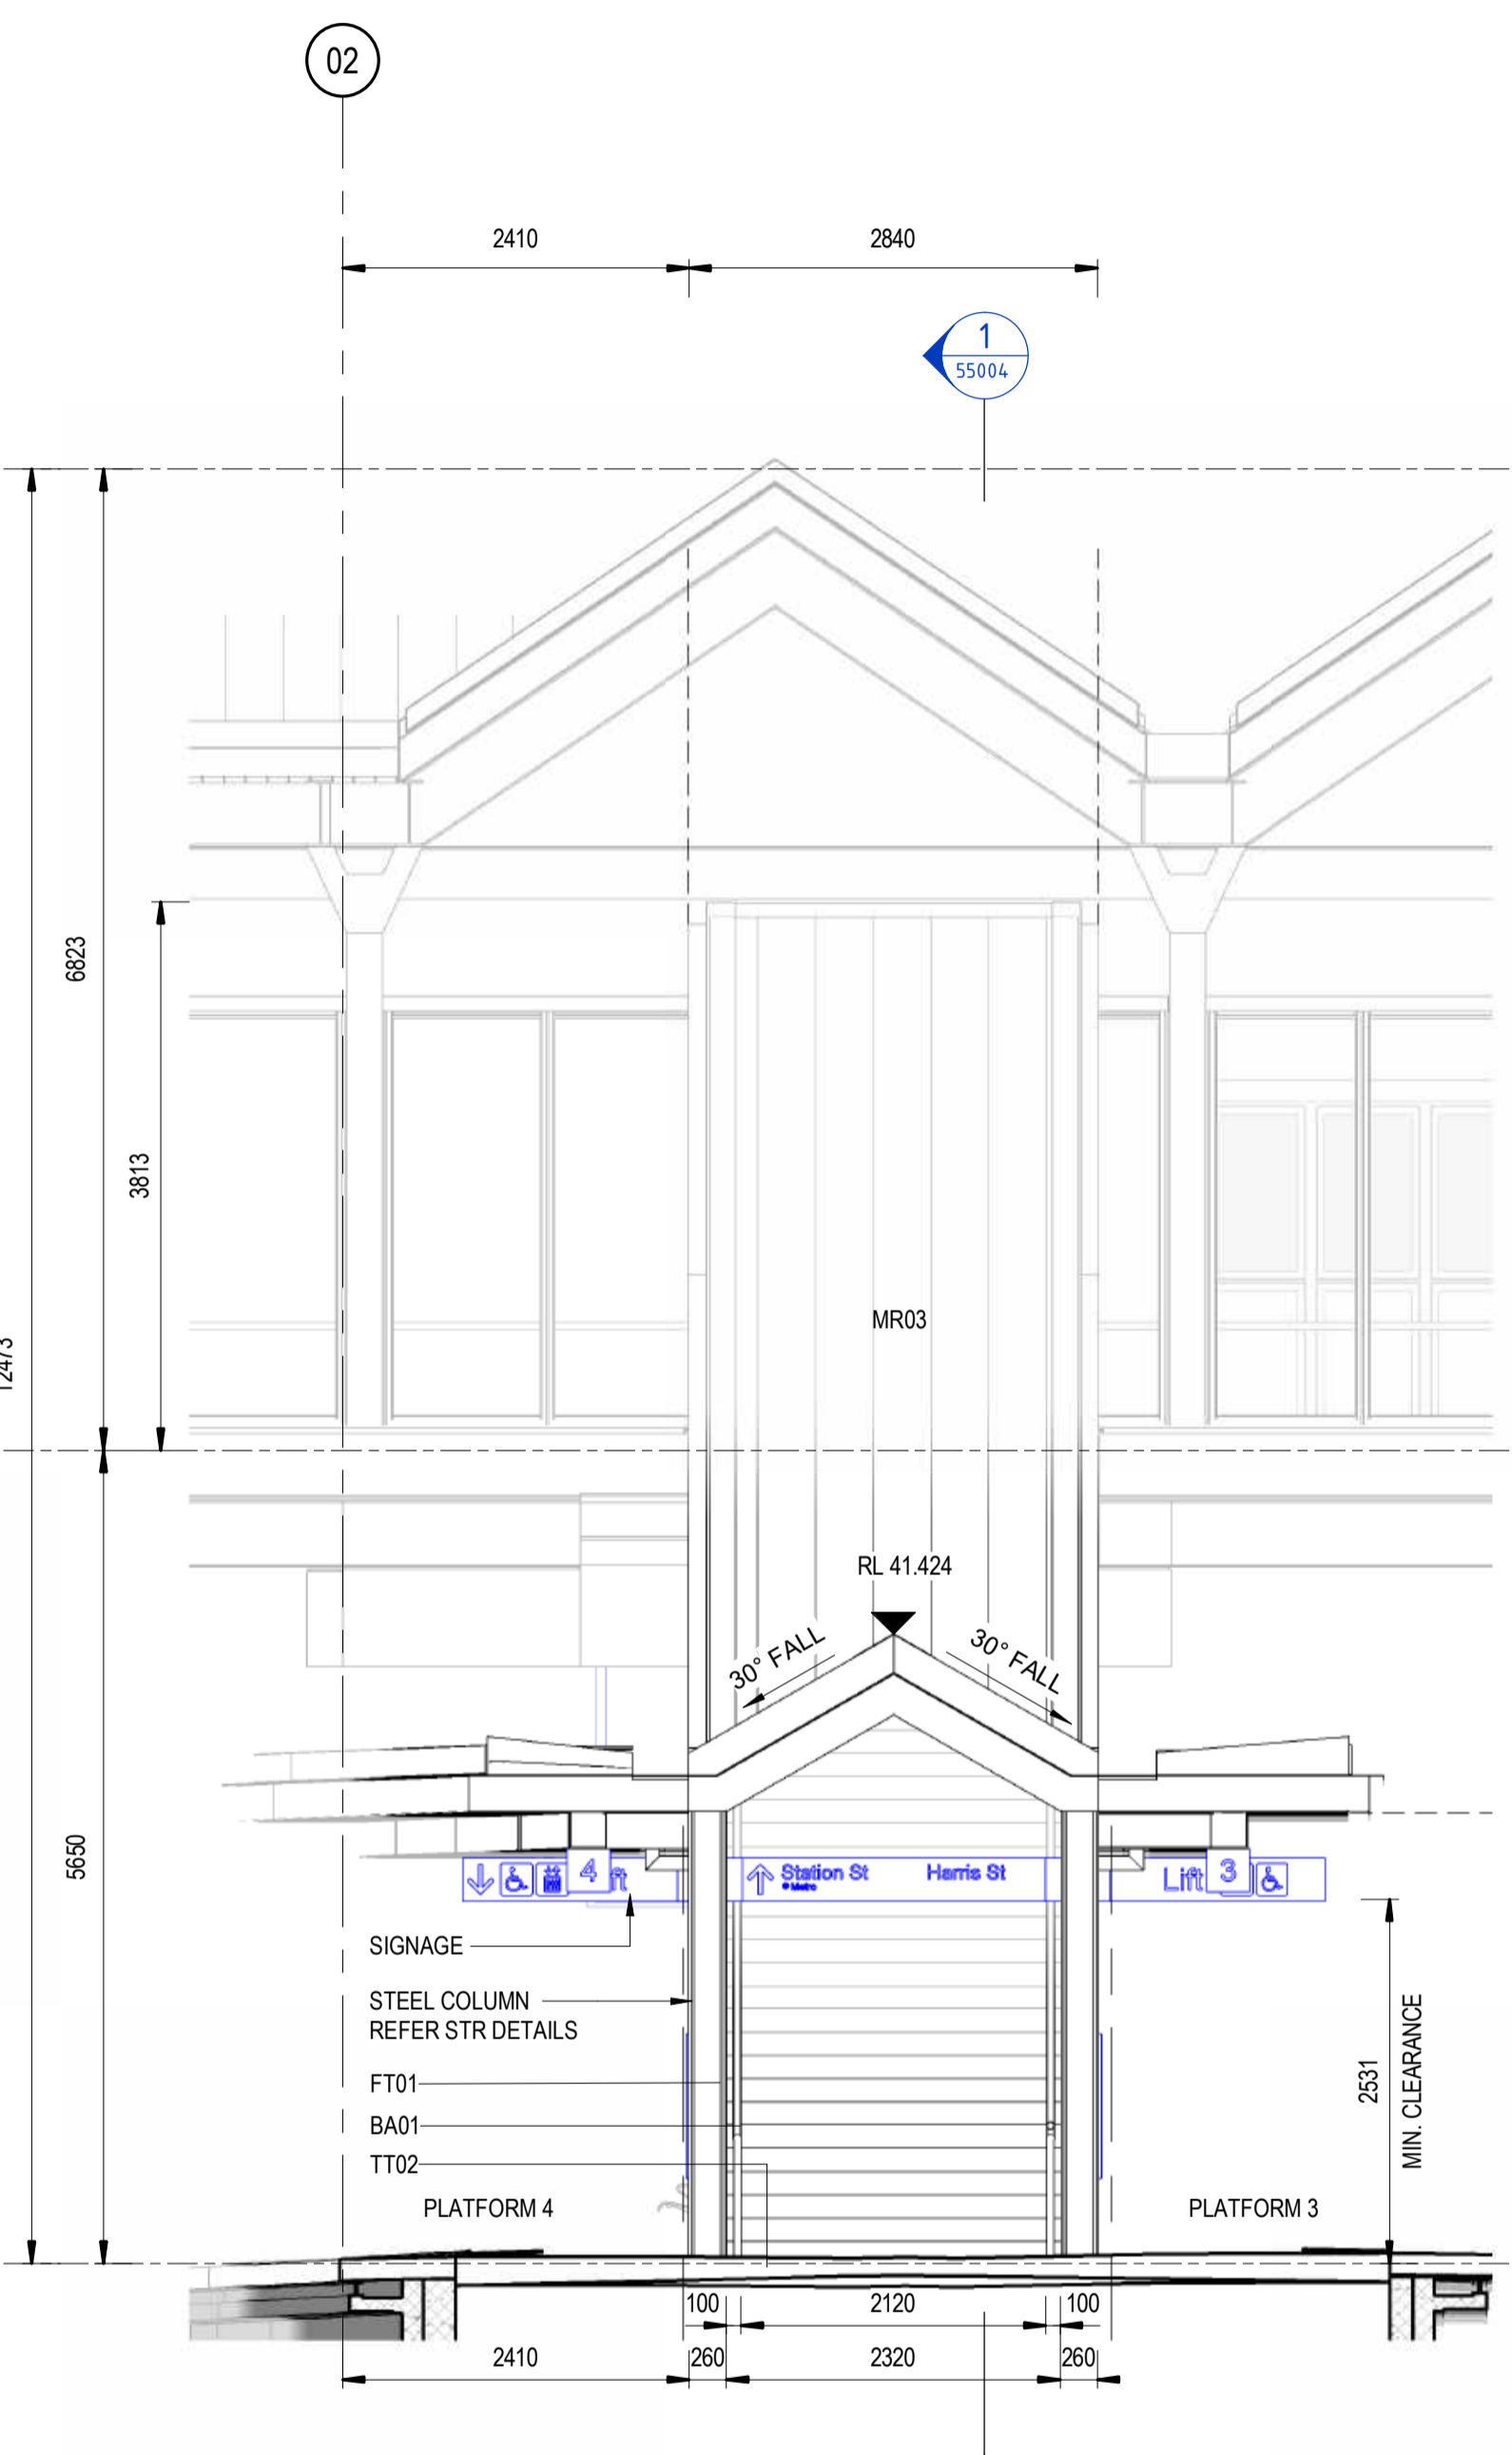 02
2410
2840
1
55004
6823
3813
12473
MR03
RL 41.424
30° FALL
30° FALL
5650
4
Station St
Metro
Harris St
Lift
3
SIGNAGE
STEEL COLUMN
REFER STR DETAILS
FT01
BA01
TT02
2531
MIN. CLEARANCE
PLATFORM 4
PLATFORM 3
100
2120
100
2410
260
2320
260